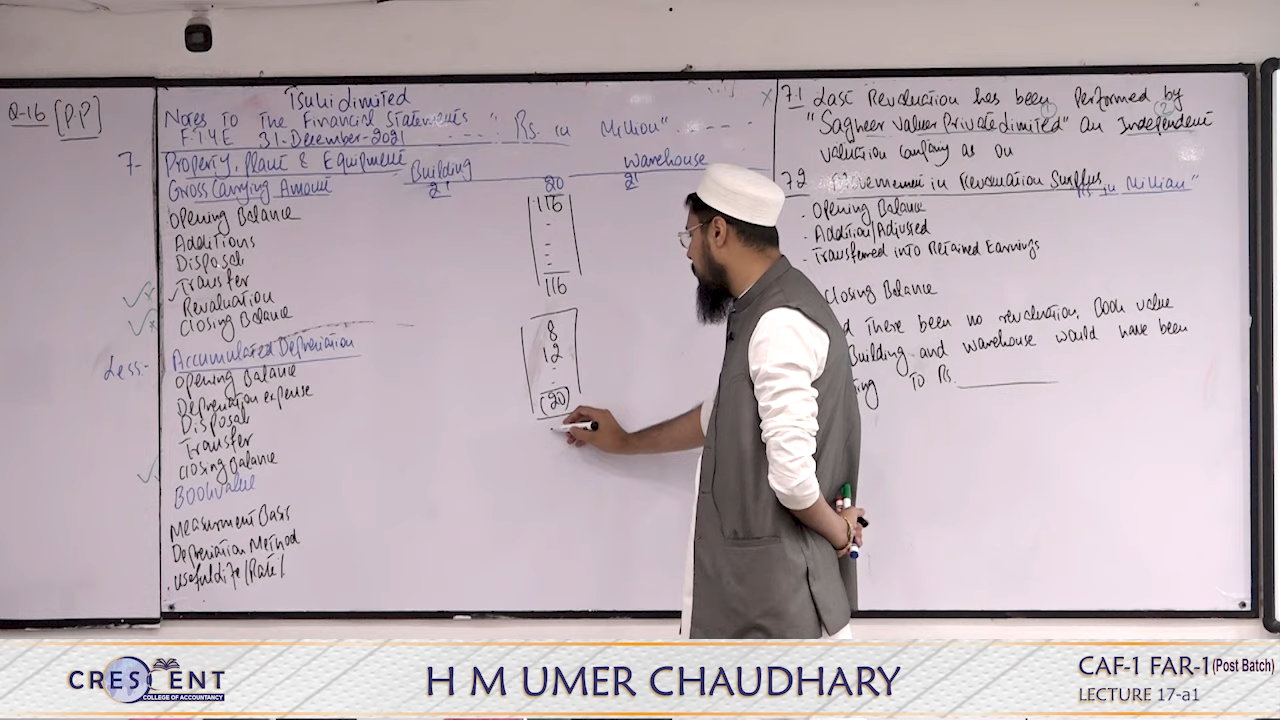 Q-16 [P.P]
Tsuki Limited
Notes To The Financial Statements
F.T.Y.E 31-December-2021 Rs. in Million"
7- Property, Plant & Equipment
Building Warehouse
Gross Carrying Amount 21 20 21
Opening Balance 116
Additions -
Disposal -
Transfer -
Revaluation -
Closing Balance 116
Less:- Accumulated Depreciation
Opening Balance 8
Depreciation expense 12
Disposal -
Transfer -
Closing Balance (20)
Book value
Measurment Basis
Depreciation Method
Useful Life/Rate/
7.1 Last Revaluation has been performed by
"Sagheer Valuer Private Limited" an Independent
valuation company as on
7.2 Movement in Revaluation Surplus in Million"
- Opening Balance
- Addition/Adjusted
- Transferred into Retained Earnings
Closing Balance
d There been no revaluation, Book value
Building and warehouse would have been
ing To Rs.
CRESCENT
COLLEGE OF ACCOUNTANCY
H M UMER CHAUDHARY
CAF-1 FAR-1 (Post Batch)
LECTURE 17-a1